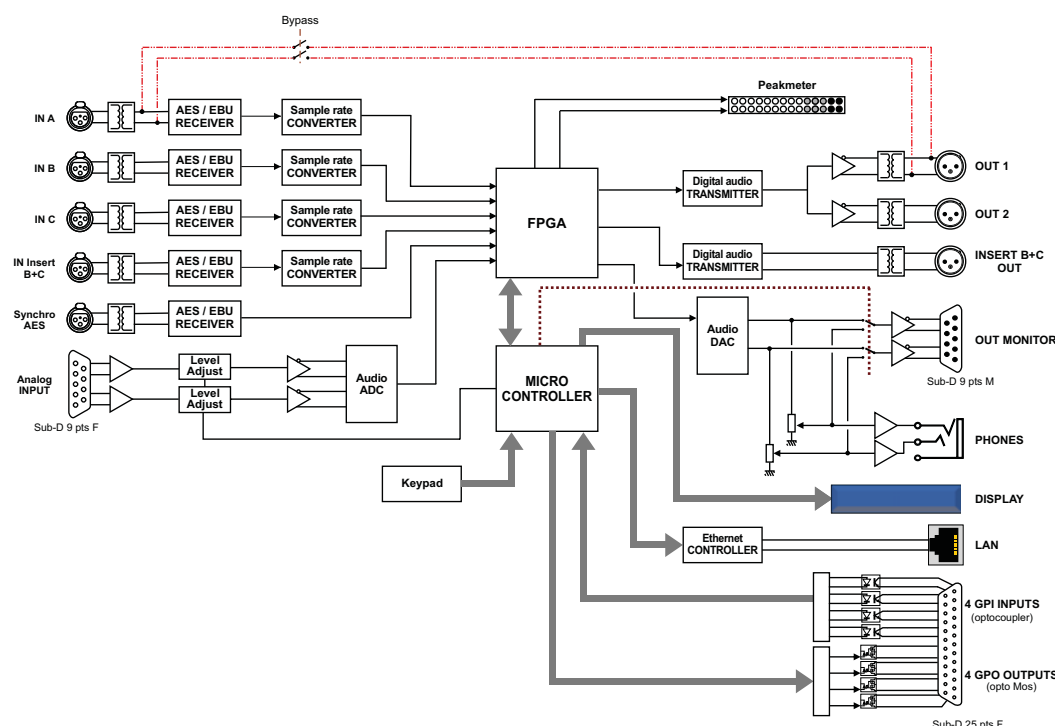 Bypass
Peakmeter
IN A
AES / EBU
RECEIVER
Sample rate
CONVERTER
IN B
AES / EBU
RECEIVER
Sample rate
CONVERTER
IN C
AES / EBU
RECEIVER
Sample rate
CONVERTER
IN Insert
B+C
AES / EBU
RECEIVER
Sample rate
CONVERTER
Synchro
AES
AES / EBU
RECEIVER
FPGA
Digital audio
TRANSMITTER
OUT 1
OUT 2
Digital audio
TRANSMITTER
INSERT B+C
OUT
Analog
INPUT
Sub-D 9 pts F
Level
Adjust
Level
Adjust
Audio
ADC
MICRO
CONTROLLER
Audio
DAC
OUT MONITOR
Sub-D 9 pts M
PHONES
Keypad
DISPLAY
Ethernet
CONTROLLER
LAN
4 GPI INPUTS
(optocoupler)
4 GPO OUTPUTS
(opto Mos)
Sub-D 25 pts F